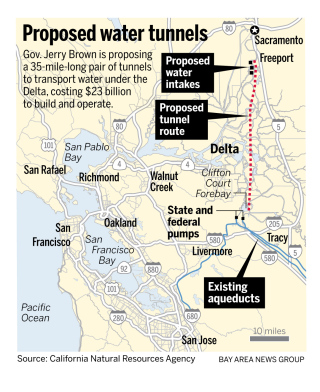 Proposed water tunnels
Gov. Jerry Brown is proposing
a 35-mile-long pair of tunnels
to transport water under the
Delta, costing $23 billion
to build and operate.
80
Sacramento
Freeport
Proposed
water
intakes
Proposed
tunnel
route
80
5
101
San Pablo
Bay
4
4
Delta
San Rafael
Richmond
Walnut
Creek
Clifton
Court
Forebay
State and
federal
pumps
San
Francisco
Oakland
San
Francisco
Bay
580
205
Tracy
Livermore
580
5
92
880
Existing
aqueducts
101
Pacific
Ocean
280
680
San Jose
10 miles
Source: California Natural Resources Agency
BAY AREA NEWS GROUP